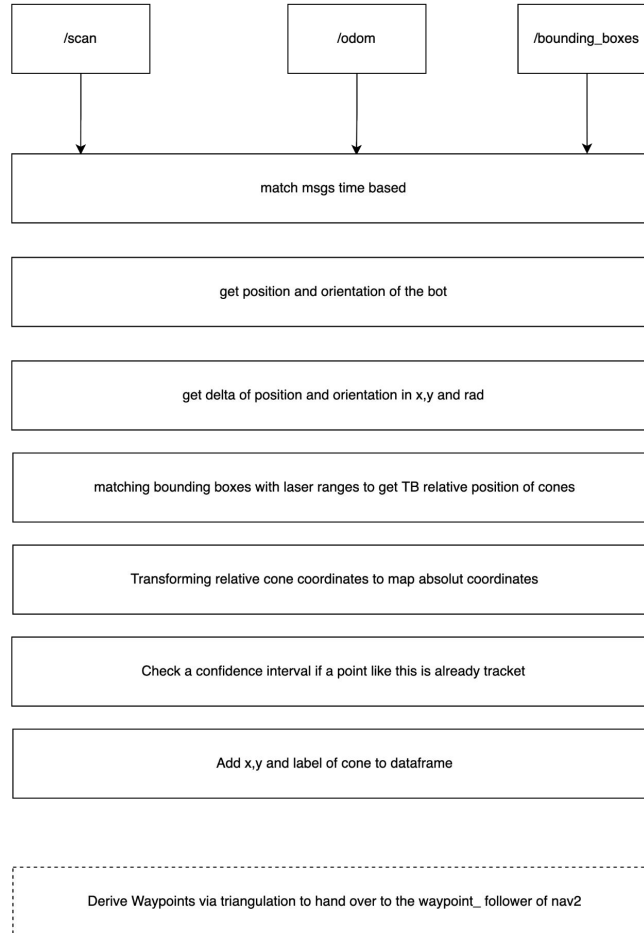 /scan
/odom
/bounding_boxes
match msgs time based
get position and orientation of the bot
get delta of position and orientation in x,y and rad
matching bounding boxes with laser ranges to get TB relative position of cones
Transforming relative cone coordinates to map absolut coordinates
Check a confidence interval if a point like this is already tracket
Add x,y and label of cone to dataframe
Derive Waypoints via triangulation to hand over to the waypoint_ follower of nav2